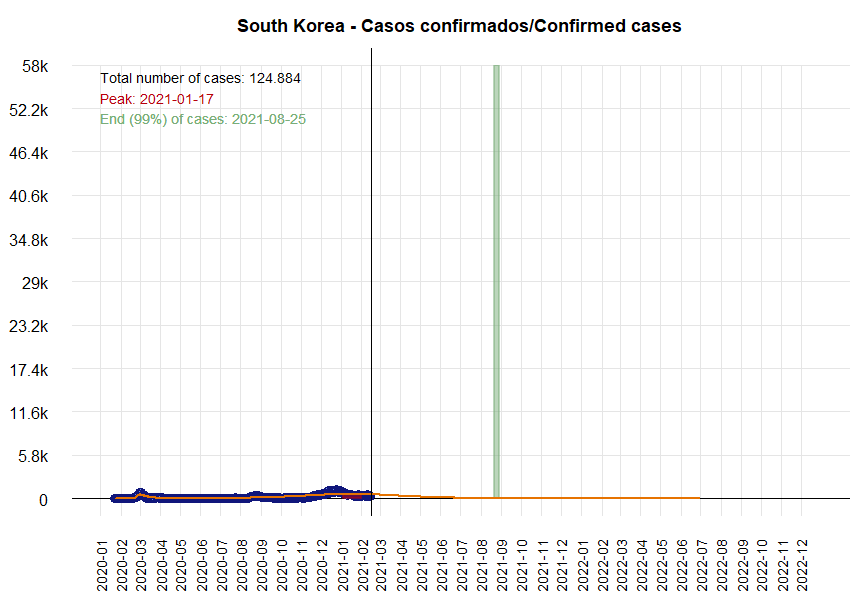 South Korea - Casos confirmados/Confirmed cases
58k
Total number of cases: 124.884
Peak: 2021-01-17
End (99%) of cases: 2021-08-25
52.2k
46.4k
40.6k
34.8k
29k
23.2k
17.4k
11.6k
5.8k
0
2020-01
2020-02
2020-03
2020-04
2020-05
2020-06
2020-07
2020-08
2020-09
2020-10
2020-11
2020-12
2021-01
2021-02
2021-03
2021-04
2021-05
2021-06
2021-07
2021-08
2021-09
2021-10
2021-11
2021-12
2022-01
2022-02
2022-03
2022-04
2022-05
2022-06
2022-07
2022-08
2022-09
2022-10
2022-11
2022-12